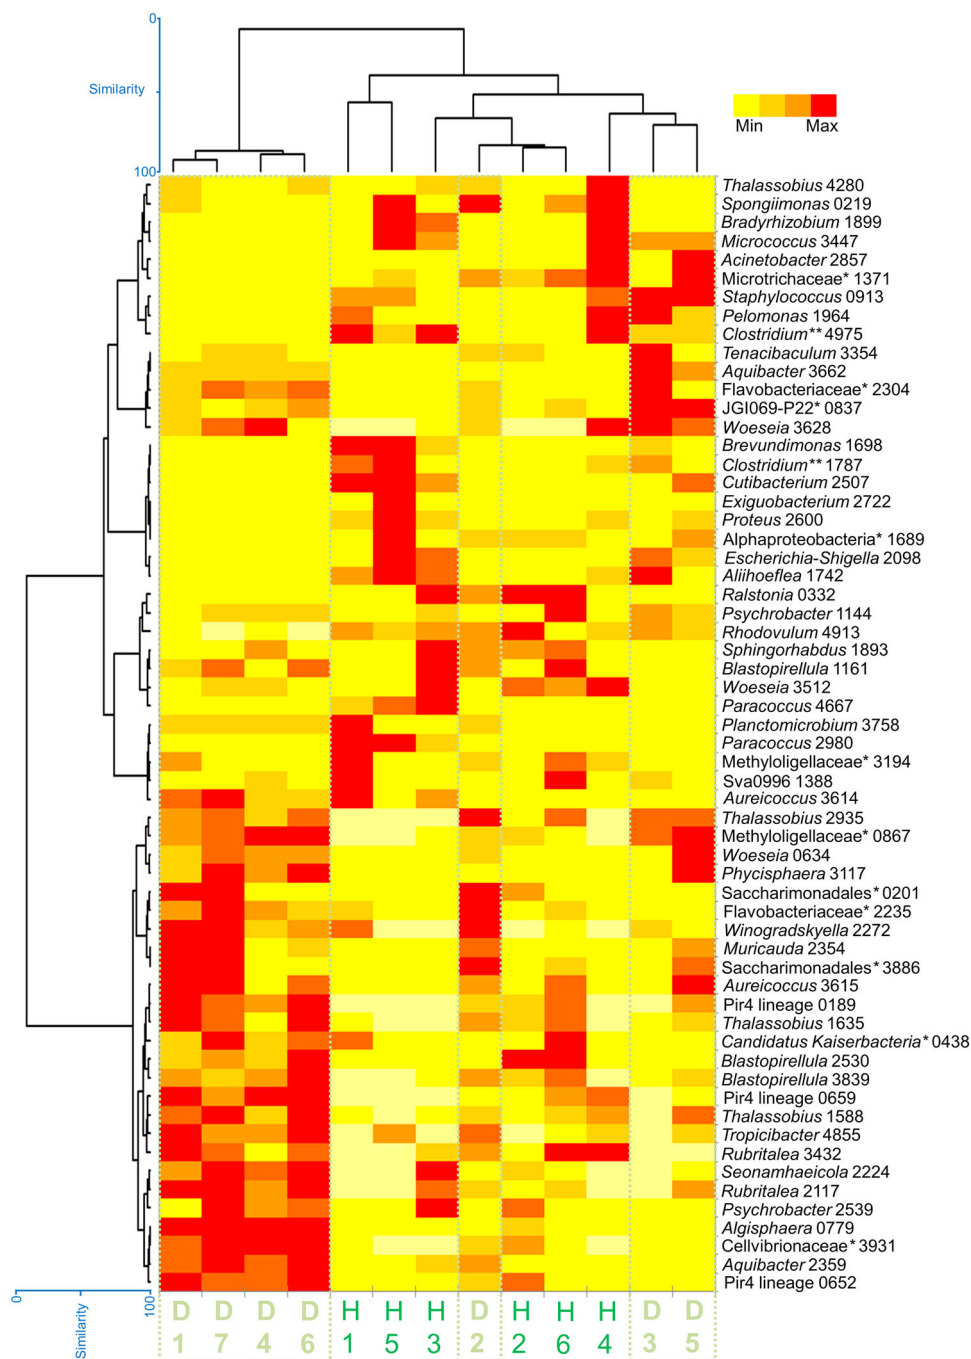 0
Similarity
100
Min Max
Thalassobius 4280
Spongiimonas 0219
Bradyrhizobium 1899
Micrococcus 3447
Acinetobacter 2857
Microtrichaceae* 1371
Staphylococcus 0913
Pelomonas 1964
Clostridium** 4975
Tenacibaculum 3354
Aquibacter 3662
Flavobacteriaceae* 2304
JGI069-P22* 0837
Woeseia 3628
Brevundimonas 1698
Clostridium** 1787
Cutibacterium 2507
Exiguobacterium 2722
Proteus 2600
Alphaproteobacteria* 1689
Escherichia-Shigella 2098
Aliihoeflea 1742
Ralstonia 0332
Psychrobacter 1144
Rhodovulum 4913
Sphingorhabdus 1893
Blastopirellula 1161
Woeseia 3512
Paracoccus 4667
Planctomicrobium 3758
Paracoccus 2980
Methyloligellaceae* 3194
Sva0996 1388
Aureicoccus 3614
Thalassobius 2935
Methyloligellaceae* 0867
Woeseia 0634
Phycisphaera 3117
Saccharimonadales* 0201
Flavobacteriaceae* 2235
Winogradskyella 2272
Muricauda 2354
Saccharimonadales* 3886
Aureicoccus 3615
Pir4 lineage 0189
Thalassobius 1635
Candidatus Kaiserbacteria* 0438
Blastopirellula 2530
Blastopirellula 3839
Pir4 lineage 0659
Thalassobius 1588
Tropicibacter 4855
Rubritalea 3432
Seonamhaeicola 2224
Rubritalea 2117
Psychrobacter 2539
Algisphaera 0779
Cellvibrionaceae* 3931
Aquibacter 2359
Pir4 lineage 0652
0
Similarity
100
D D D D H H H D H H H D D
1 7 4 6 1 5 3 2 2 6 4 3 5